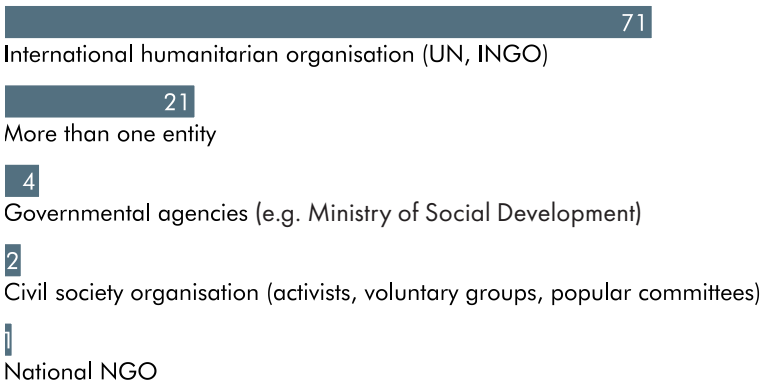 71
International humanitarian organisation (UN, INGO)
21
More than one entity
4
Governmental agencies (e.g. Ministry of Social Development)
2
Civil society organisation (activists, voluntary groups, popular committees)
1
National NGO